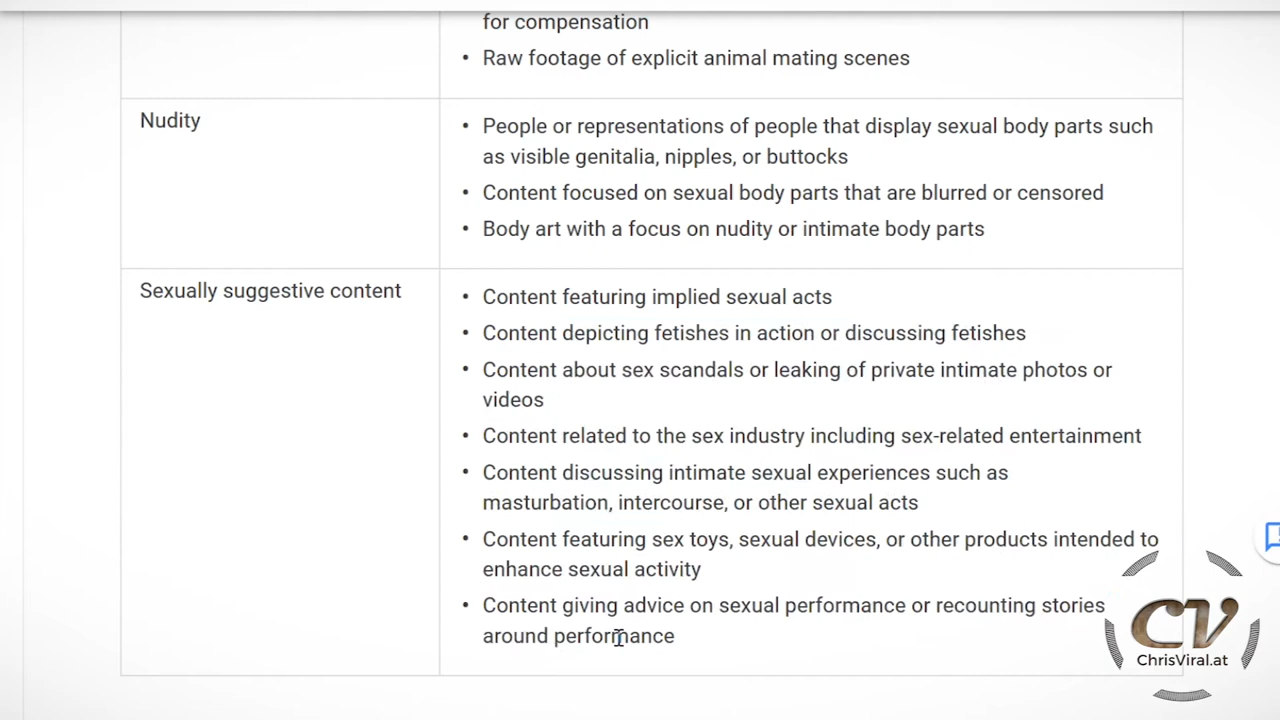 for compensation
• Raw footage of explicit animal mating scenes
Nudity
• People or representations of people that display sexual body parts such
as visible genitalia, nipples, or buttocks
• Content focused on sexual body parts that are blurred or censored
• Body art with a focus on nudity or intimate body parts
Sexually suggestive content
• Content featuring implied sexual acts
• Content depicting fetishes in action or discussing fetishes
• Content about sex scandals or leaking of private intimate photos or
videos
• Content related to the sex industry including sex-related entertainment
• Content discussing intimate sexual experiences such as
masturbation, intercourse, or other sexual acts
• Content featuring sex toys, sexual devices, or other products intended to
enhance sexual activity
• Content giving advice on sexual performance or recounting stories
around performance
CV
ChrisViral.at